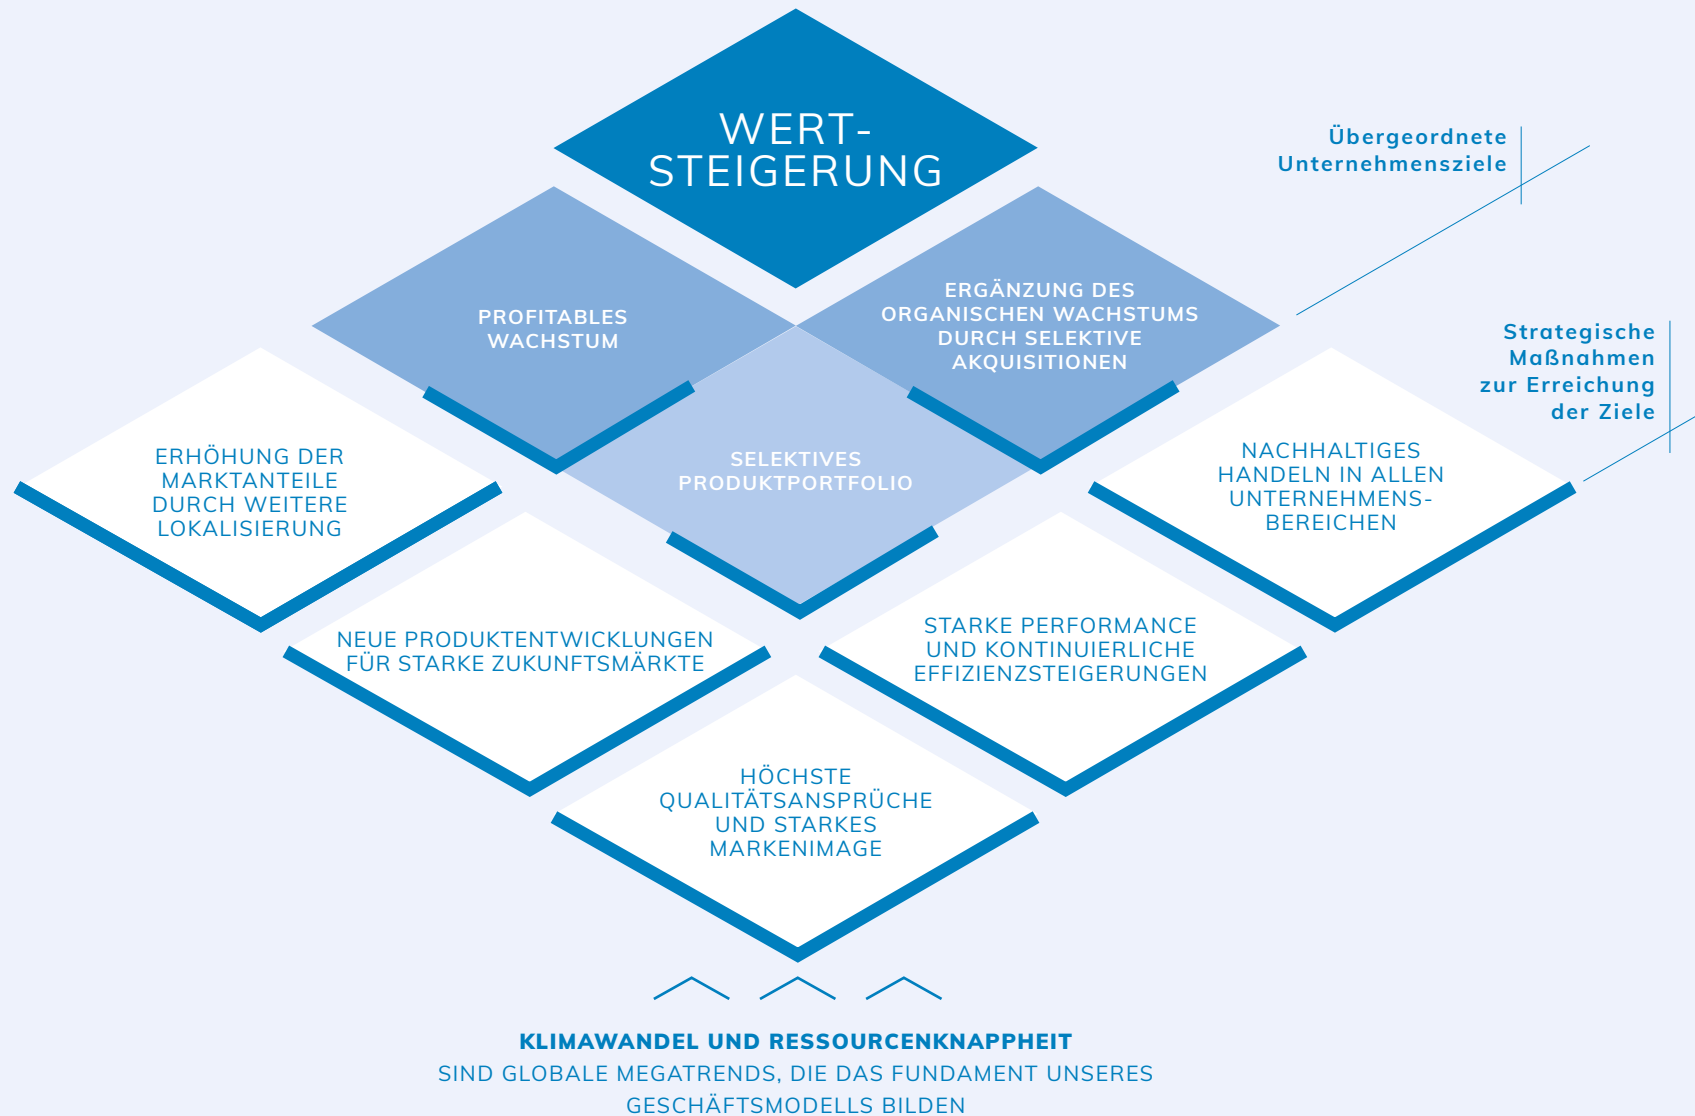 WERT-
STEIGERUNG
Übergeordnete
Unternehmensziele
PROFITABLES
WACHSTUM
ERGÄNZUNG DES
ORGANISCHEN WACHSTUMS
DURCH SELEKTIVE
AKQUISITIONEN
Strategische
Maßnahmen
zur Erreichung
der Ziele
ERHÖHUNG DER
MARKTANTEILE
DURCH WEITERE
LOKALISIERUNG
SELEKTIVES
PRODUKTPORTFOLIO
NACHHALTIGES
HANDELN IN ALLEN
UNTERNEHMENS-
BEREICHEN
NEUE PRODUKTENTWICKLUNGEN
FÜR STARKE ZUKUNFTSMÄRKTE
STARKE PERFORMANCE
UND KONTINUIERLICHE
EFFIZIENZSTEIGERUNGEN
HÖCHSTE
QUALITÄTSANSPRÜCHE
UND STARKES
MARKENIMAGE
KLIMAWANDEL UND RESSOURCENKNAPPHEIT
SIND GLOBALE MEGATRENDS, DIE DAS FUNDAMENT UNSERES
GESCHÄFTSMODELLS BILDEN